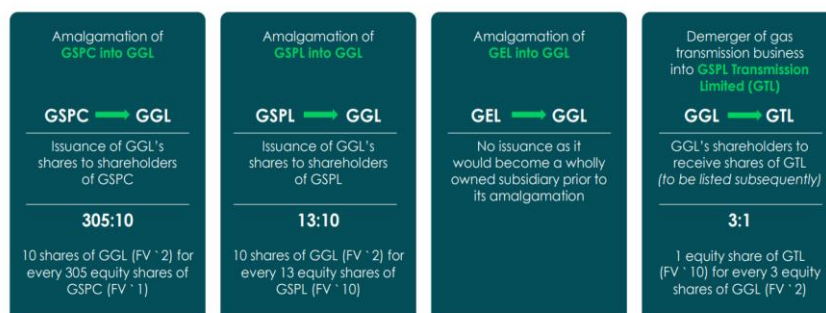 Amalgamation of
GSPC into GGL
GSPC GGL
Issuance of GGL's
shares to shareholders
of GSPC
305:10
10 shares of GGL (FV `2) for
every 305 equity shares of
GSPC (FV `1)
Amalgamation of
GSPL into GGL
GSPL GGL
Issuance of GGL's
shares to shareholders
of GSPL
13:10
10 shares of GGL (FV `2) for
every 13 equity shares of
GSPL (FV `10)
Amalgamation of
GEL into GGL
GEL GGL
No issuance as it
would become a wholly
owned subsidiary prior to
its amalgamation
Demerger of gas
transmission business
into GSPL Transmission
Limited (GTL)
GGL GTL
GGL's shareholders to
receive shares of GTL
(to be listed subsequently)
3:1
1 equity share of GTL
(FV `10) for every 3 equity
shares of GGL (FV `2)